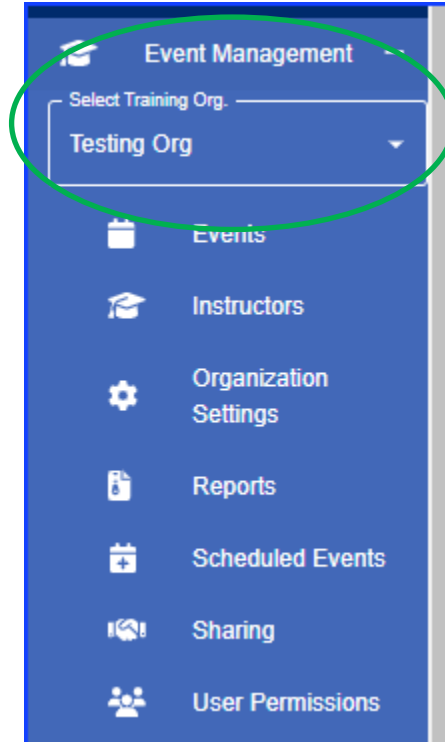 Event Management
Select Training Org.
Testing Org
Events
Instructors
Organization
Settings
Reports
Scheduled Events
Sharing
User Permissions